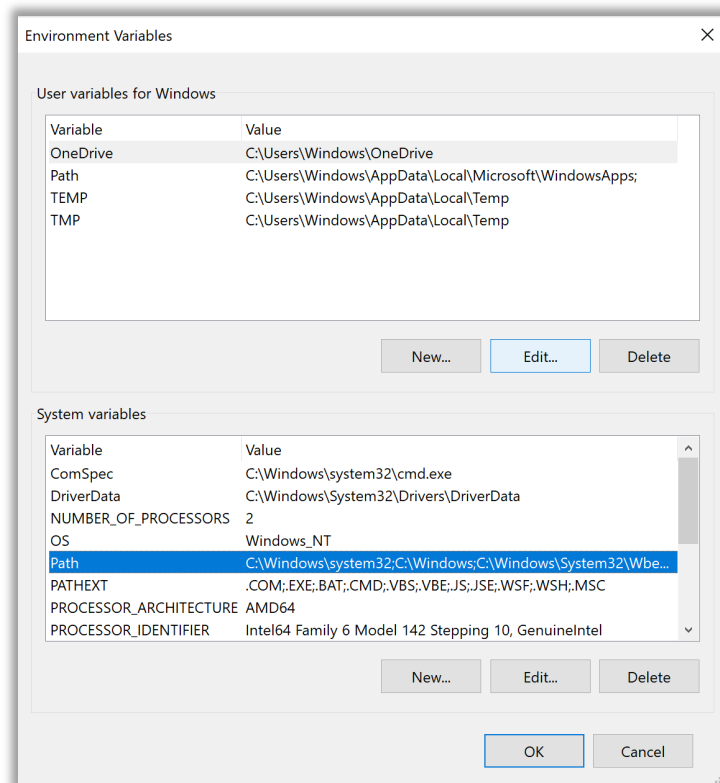 Environment Variables
User variables for Windows
Variable Value
OneDrive C:\Users\Windows\OneDrive
Path C:\Users\Windows\AppData\Local\Microsoft\WindowsApps;
TEMP C:\Users\Windows\AppData\Local\Temp
TMP C:\Users\Windows\AppData\Local\Temp
New... Edit... Delete
System variables
Variable Value
ComSpec C:\Windows\system32\cmd.exe
DriverData C:\Windows\System32\Drivers\DriverData
NUMBER_OF_PROCESSORS 2
OS Windows_NT
Path C:\Windows\system32;C:\Windows;C:\Windows\System32\Wbe...
PATHEXT .COM;.EXE;.BAT;.CMD;.VBS;.VBE;.JS;.JSE;.WSF;.WSH;.MSC
PROCESSOR_ARCHITECTURE AMD64
PROCESSOR_IDENTIFIER Intel64 Family 6 Model 142 Stepping 10, GenuineIntel
New... Edit... Delete
OK Cancel